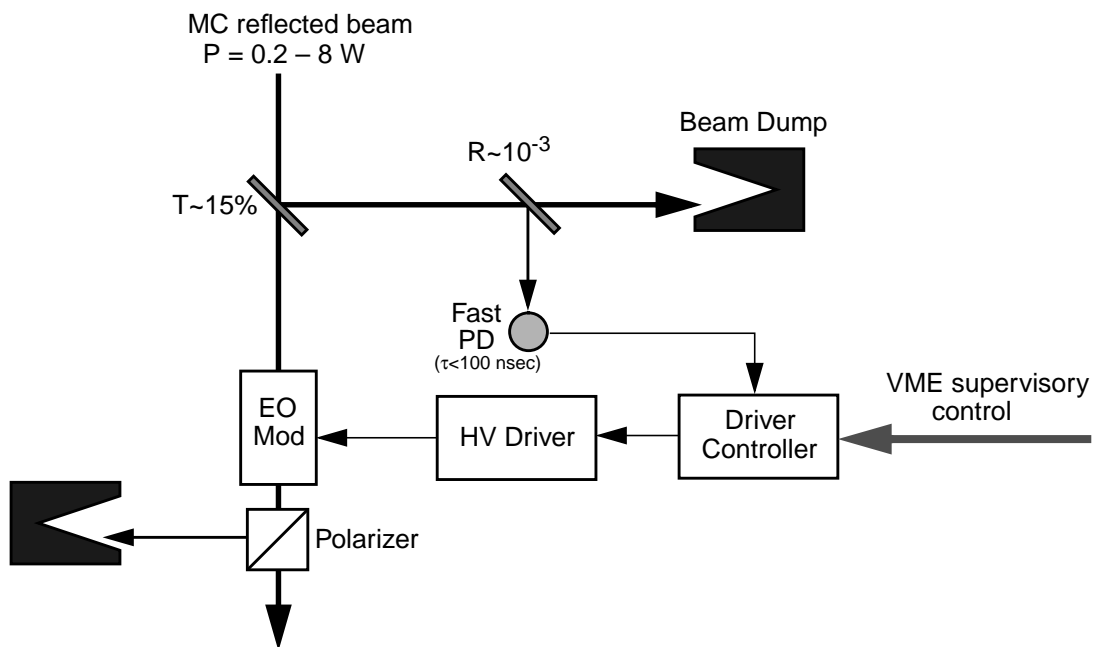 MC reflected beam
P = 0.2 – 8 W
Beam Dump
R~10⁻³
T~15%
Fast
PD
(τ<100 nsec)
VME supervisory
control
EO
Mod
HV Driver
Driver
Controller
Polarizer